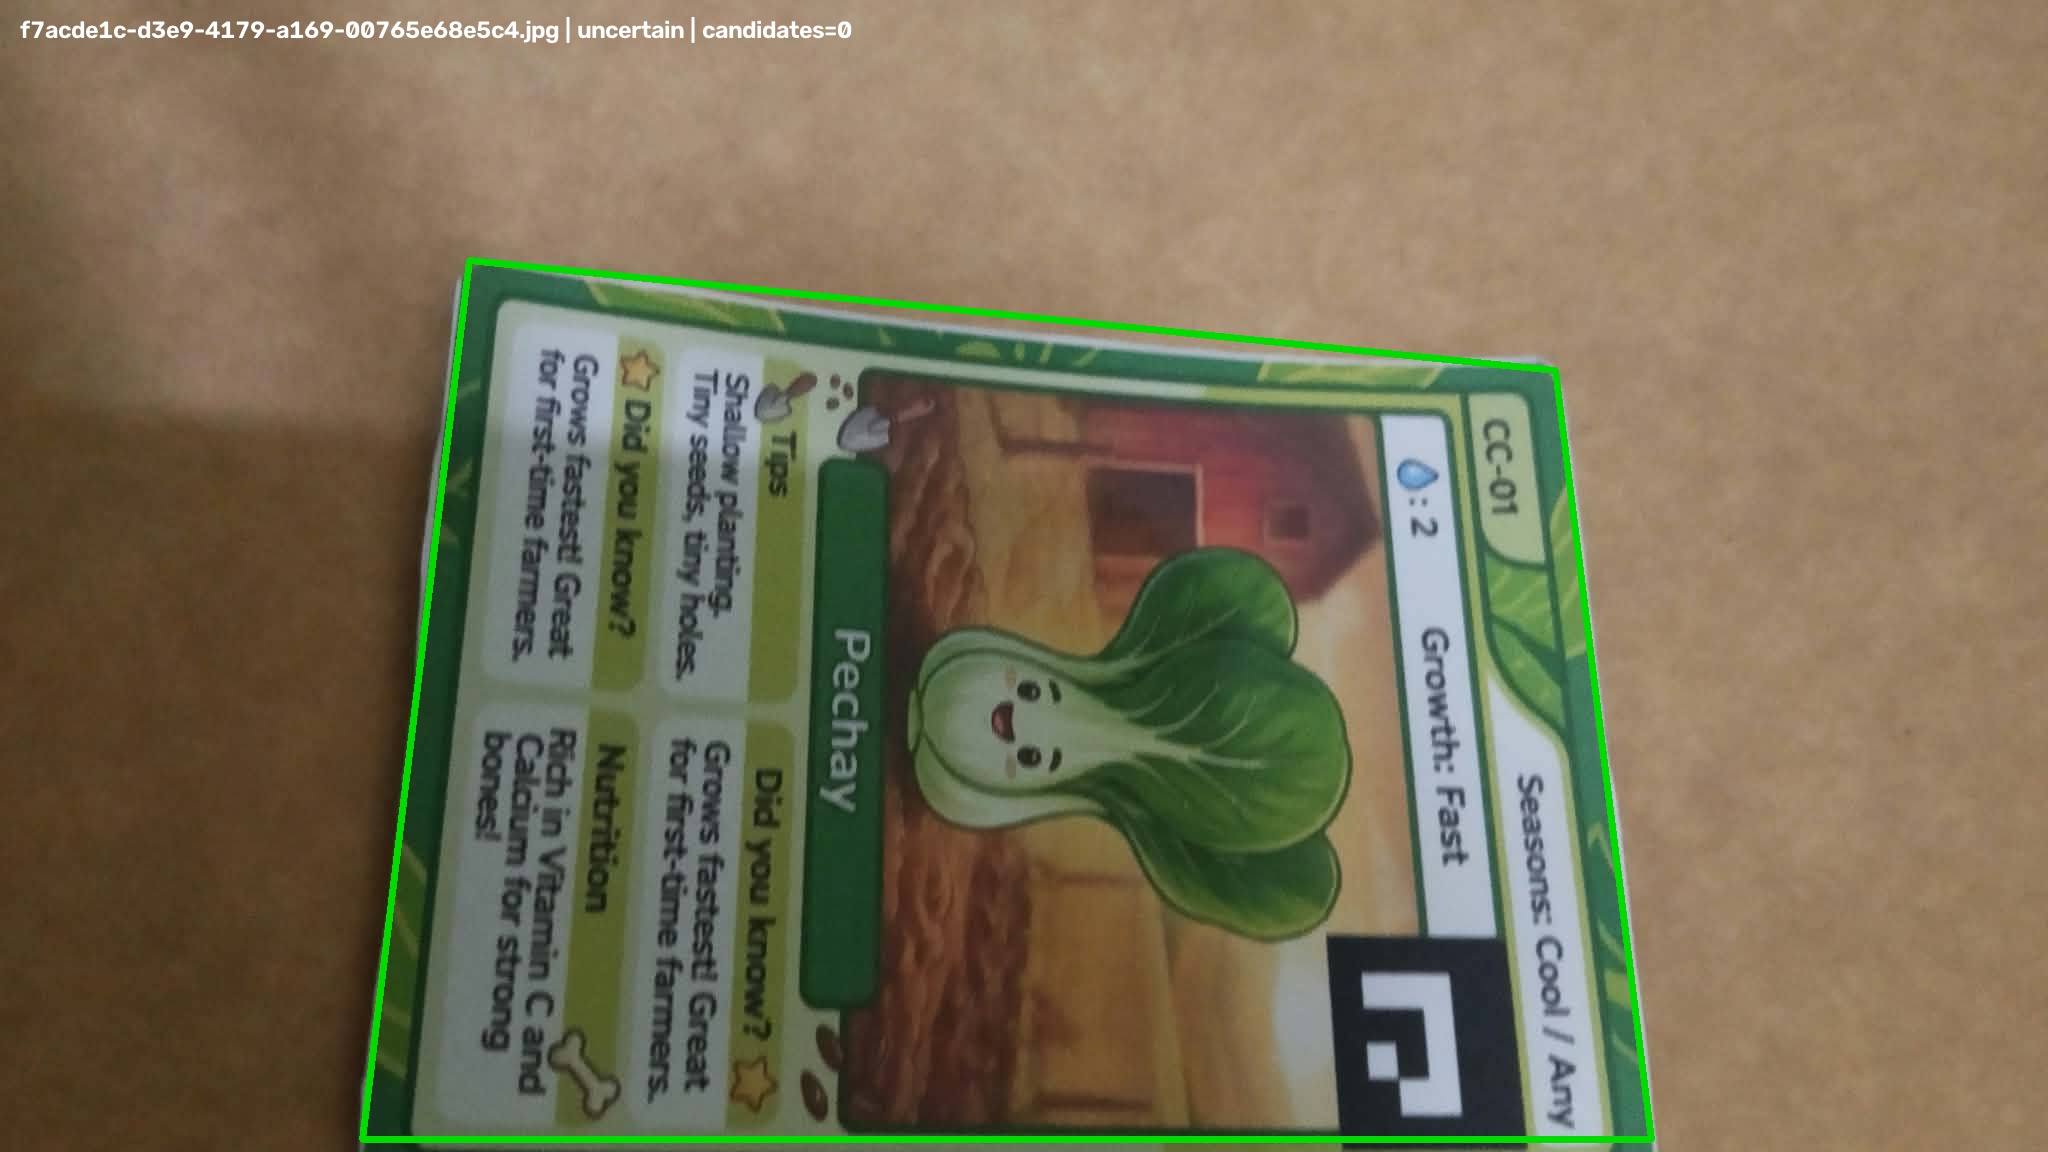 f7acde1c-d3e9-4179-a169-00765e68e5c4.jpg | uncertain | candidates=0
CC-01
Seasons: Cool / Any
: 2
Growth: Fast
Pechay
Tips
Shallow planting.
Tiny seeds, tiny holes.
Did you know?
Grows fastest! Great
for first-time farmers.
Did you know?
Grows fastest! Great
for first-time farmers.
Nutrition
Rich in Vitamin C and
Calcium for strong
bones!